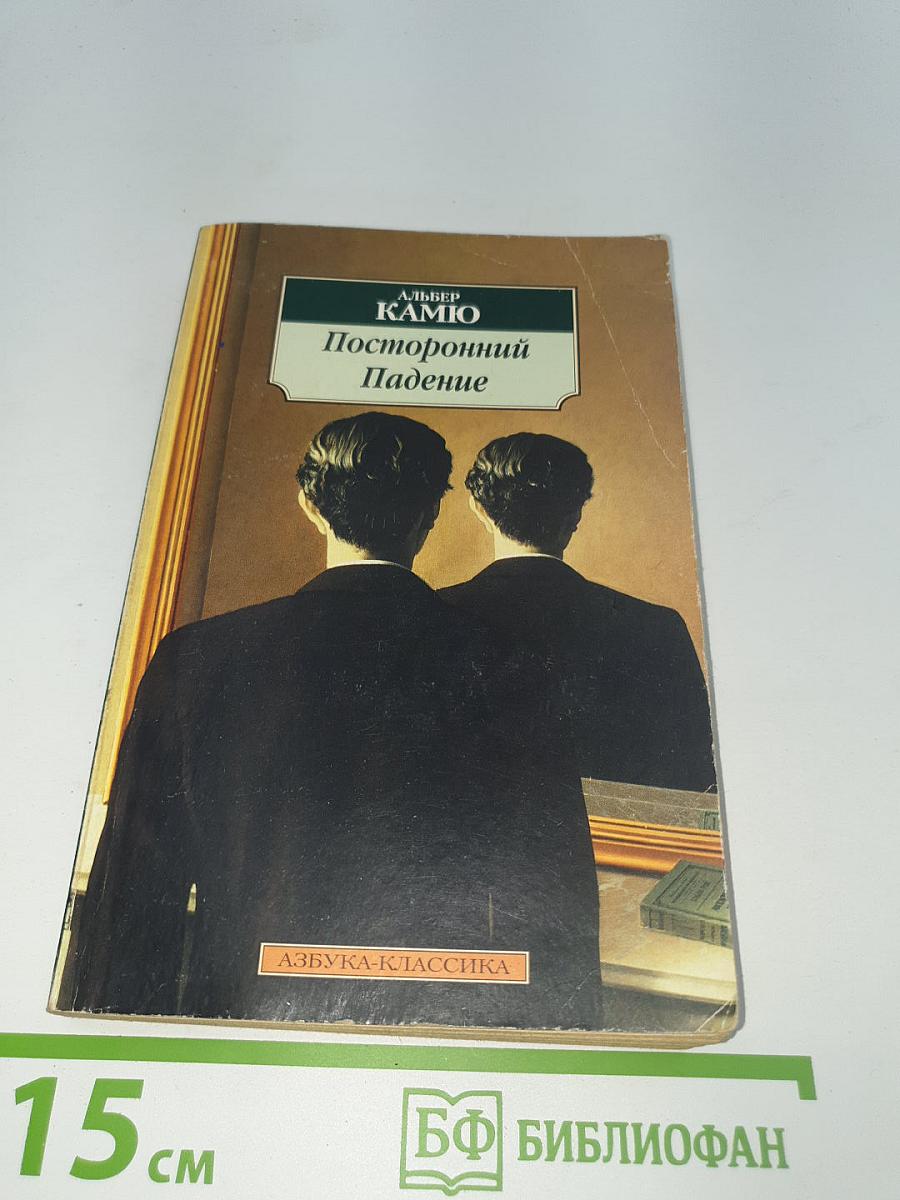 АЛЬБЕР
КАМЮ
Посторонний
Падение
АЗБУКА-КЛАССИКА
15 см
БФ
БИБЛИОФАН